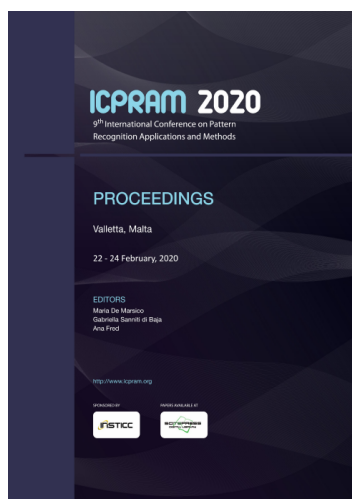 ICPRAM 2020
9th International Conference on Pattern
Recognition Applications and Methods
PROCEEDINGS
Valletta, Malta
22 - 24 February, 2020
EDITORS
Maria De Marsico
Gabriella Sanniti di Baja
Ana Fred
http://www.icpram.org
SPONSORED BY
PAPERS AVAILABLE AT
INSTICC
SCITEPRESS